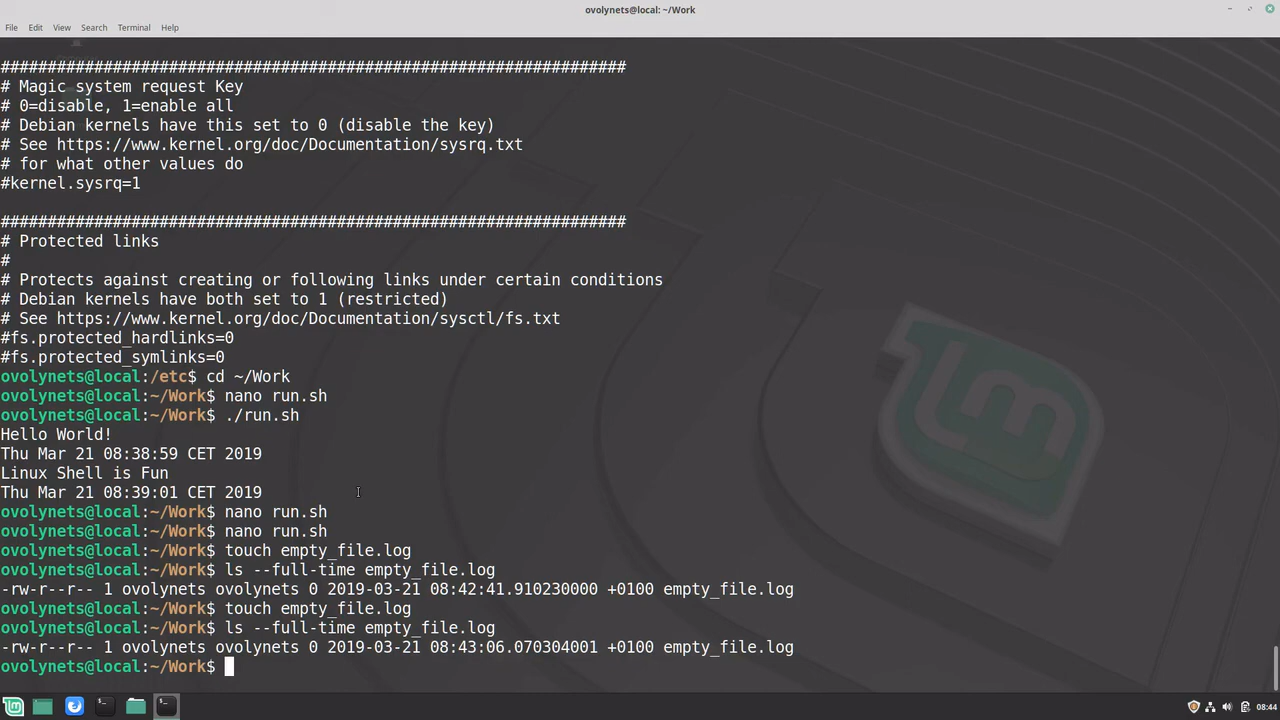 ovolynets@local: ~/Work
File Edit View Search Terminal Help
###################################################################
# Magic system request Key
# 0=disable, 1=enable all
# Debian kernels have this set to 0 (disable the key)
# See https://www.kernel.org/doc/Documentation/sysrq.txt
# for what other values do
#kernel.sysrq=1
###################################################################
# Protected links
#
# Protects against creating or following links under certain conditions
# Debian kernels have both set to 1 (restricted)
# See https://www.kernel.org/doc/Documentation/sysctl/fs.txt
#fs.protected_hardlinks=0
#fs.protected_symlinks=0
ovolynets@local:/etc$ cd ~/Work
ovolynets@local:~/Work$ nano run.sh
ovolynets@local:~/Work$ ./run.sh
Hello World!
Thu Mar 21 08:38:59 CET 2019
Linux Shell is Fun
Thu Mar 21 08:39:01 CET 2019
ovolynets@local:~/Work$ nano run.sh
ovolynets@local:~/Work$ nano run.sh
ovolynets@local:~/Work$ touch empty_file.log
ovolynets@local:~/Work$ ls --full-time empty_file.log
-rw-r--r-- 1 ovolynets ovolynets 0 2019-03-21 08:42:41.910230000 +0100 empty_file.log
ovolynets@local:~/Work$ touch empty_file.log
ovolynets@local:~/Work$ ls --full-time empty_file.log
-rw-r--r-- 1 ovolynets ovolynets 0 2019-03-21 08:43:06.070304001 +0100 empty_file.log
ovolynets@local:~/Work$
08:44